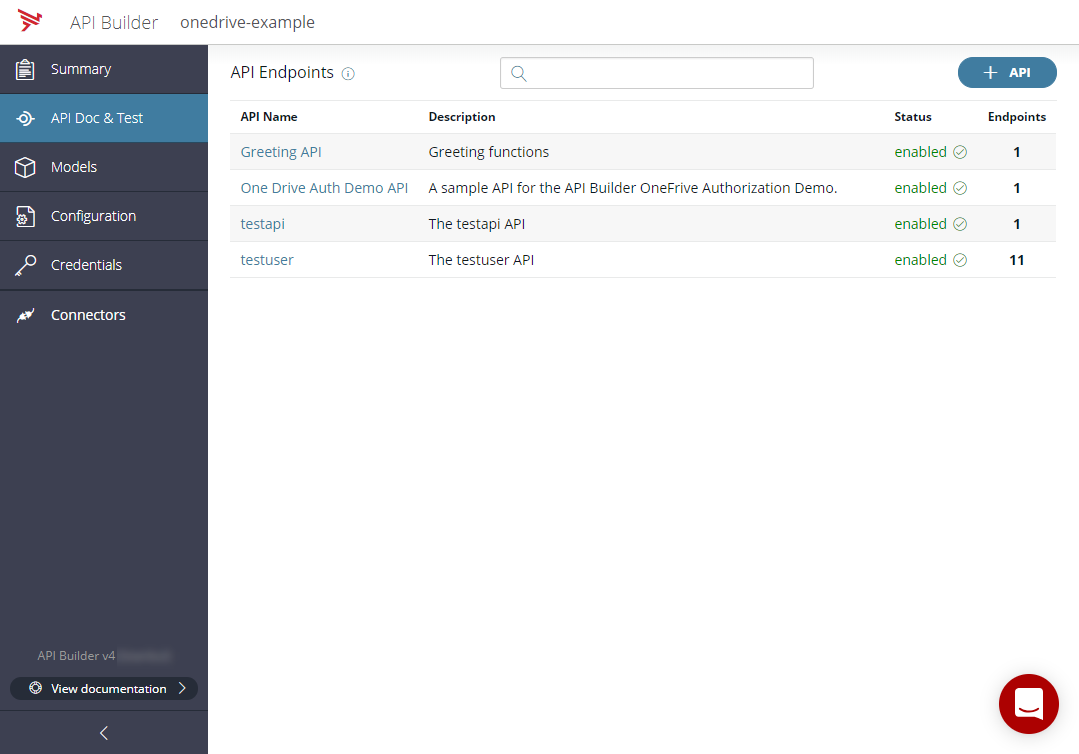 API Builder onedrive-example
Summary
API Doc & Test
Models
Configuration
Credentials
Connectors
API Builder v4
View documentation
API Endpoints
API
API Name Description Status Endpoints
Greeting API Greeting functions enabled 1
One Drive Auth Demo API A sample API for the API Builder OneFrive Authorization Demo. enabled 1
testapi The testapi API enabled 1
testuser The testuser API enabled 11